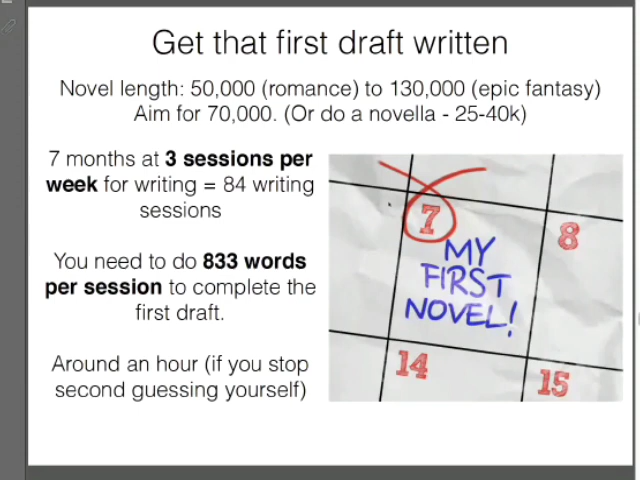 Get that first draft written
Novel length: 50,000 (romance) to 130,000 (epic fantasy)
Aim for 70,000. (Or do a novella - 25-40k)
7 months at 3 sessions per
week for writing = 84 writing
sessions
You need to do 833 words
per session to complete the
first draft.
Around an hour (if you stop
second guessing yourself)
7
8
MY
FIRST
NOVEL!
14
15